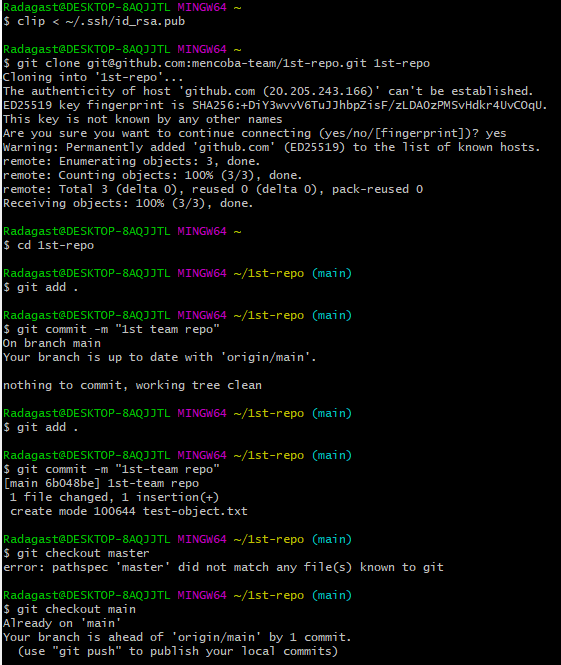 Radagast@DESKTOP-8AQJJTL MINGW64 ~
$ clip < ~/.ssh/id_rsa.pub
Radagast@DESKTOP-8AQJJTL MINGW64 ~
$ git clone git@github.com:mencoba-team/1st-repo.git 1st-repo
Cloning into '1st-repo'...
The authenticity of host 'github.com (20.205.243.166)' can't be established.
ED25519 key fingerprint is SHA256:+DiY3wvvV6TuJJhbpZisF/zLDA0zPMSvHdkr4UvCOqU.
This key is not known by any other names
Are you sure you want to continue connecting (yes/no/[fingerprint])? yes
Warning: Permanently added 'github.com' (ED25519) to the list of known hosts.
remote: Enumerating objects: 3, done.
remote: Counting objects: 100% (3/3), done.
remote: Total 3 (delta 0), reused 0 (delta 0), pack-reused 0
Receiving objects: 100% (3/3), done.
Radagast@DESKTOP-8AQJJTL MINGW64 ~
$ cd 1st-repo
Radagast@DESKTOP-8AQJJTL MINGW64 ~/1st-repo (main)
$ git add .
Radagast@DESKTOP-8AQJJTL MINGW64 ~/1st-repo (main)
$ git commit -m "1st team repo"
On branch main
Your branch is up to date with 'origin/main'.
nothing to commit, working tree clean
Radagast@DESKTOP-8AQJJTL MINGW64 ~/1st-repo (main)
$ git add .
Radagast@DESKTOP-8AQJJTL MINGW64 ~/1st-repo (main)
$ git commit -m "1st-team repo"
[main 6b048be] 1st-team repo
 1 file changed, 1 insertion(+)
 create mode 100644 test-object.txt
Radagast@DESKTOP-8AQJJTL MINGW64 ~/1st-repo (main)
$ git checkout master
error: pathspec 'master' did not match any file(s) known to git
Radagast@DESKTOP-8AQJJTL MINGW64 ~/1st-repo (main)
$ git checkout main
Already on 'main'
Your branch is ahead of 'origin/main' by 1 commit.
  (use "git push" to publish your local commits)